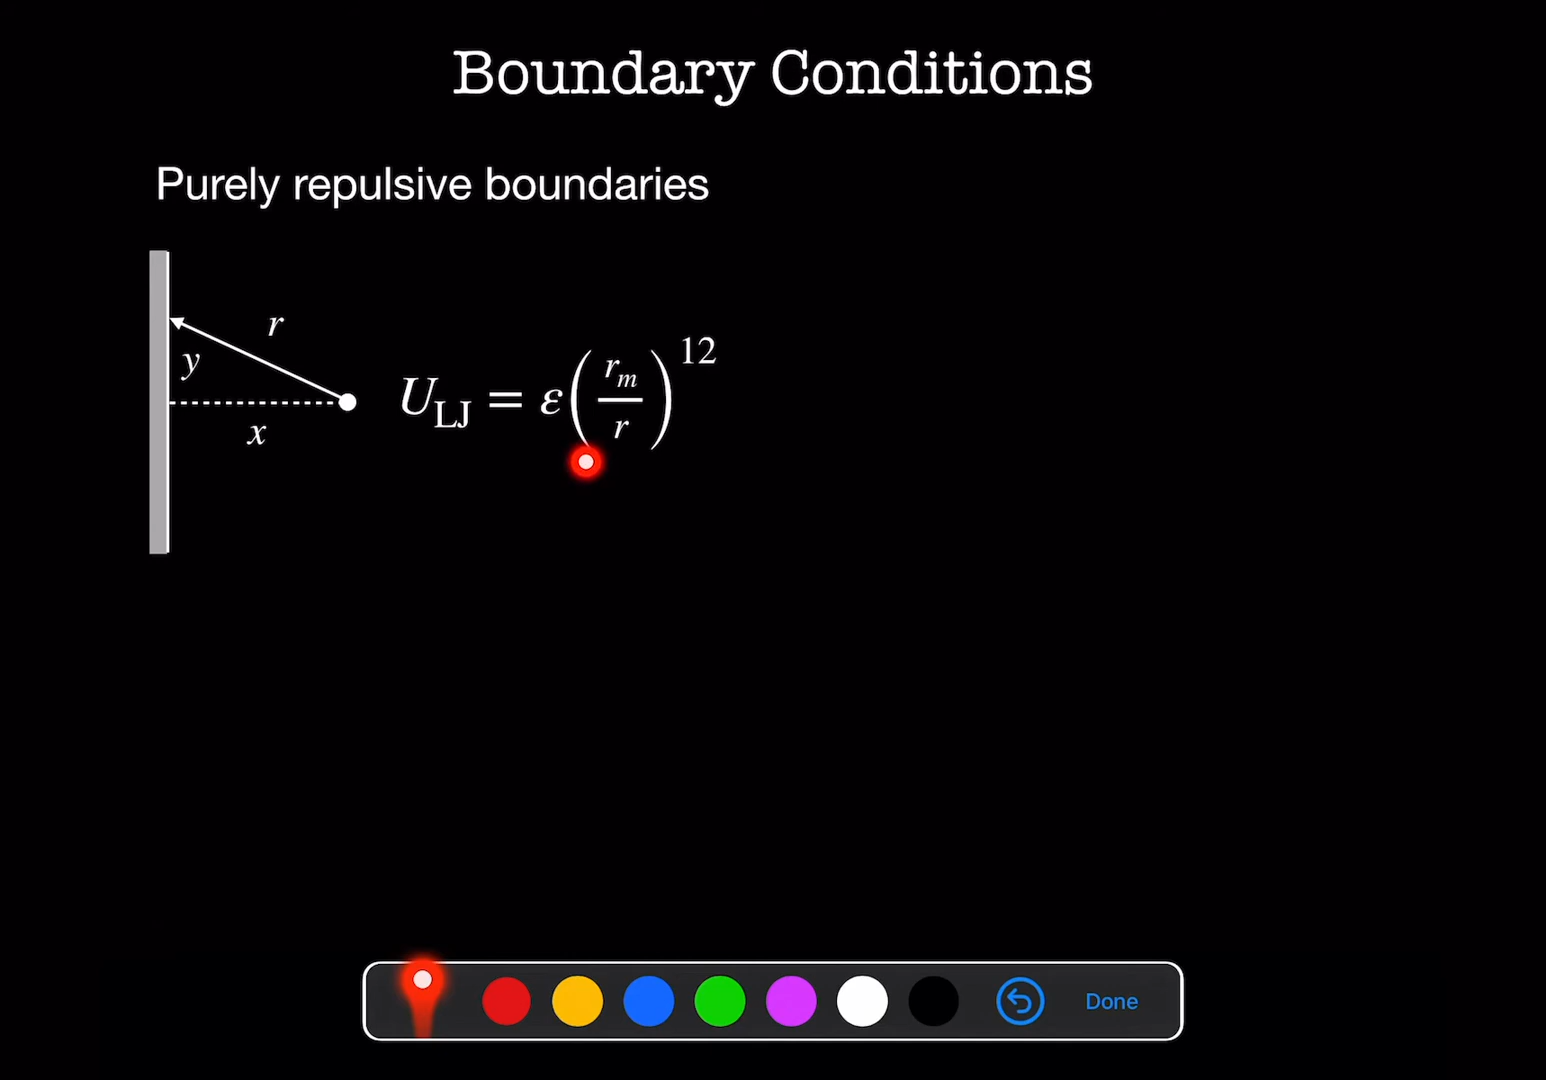 Boundary Conditions
Purely repulsive boundaries
r
y
x
U_LJ = ε(r_m/r)^12
Done